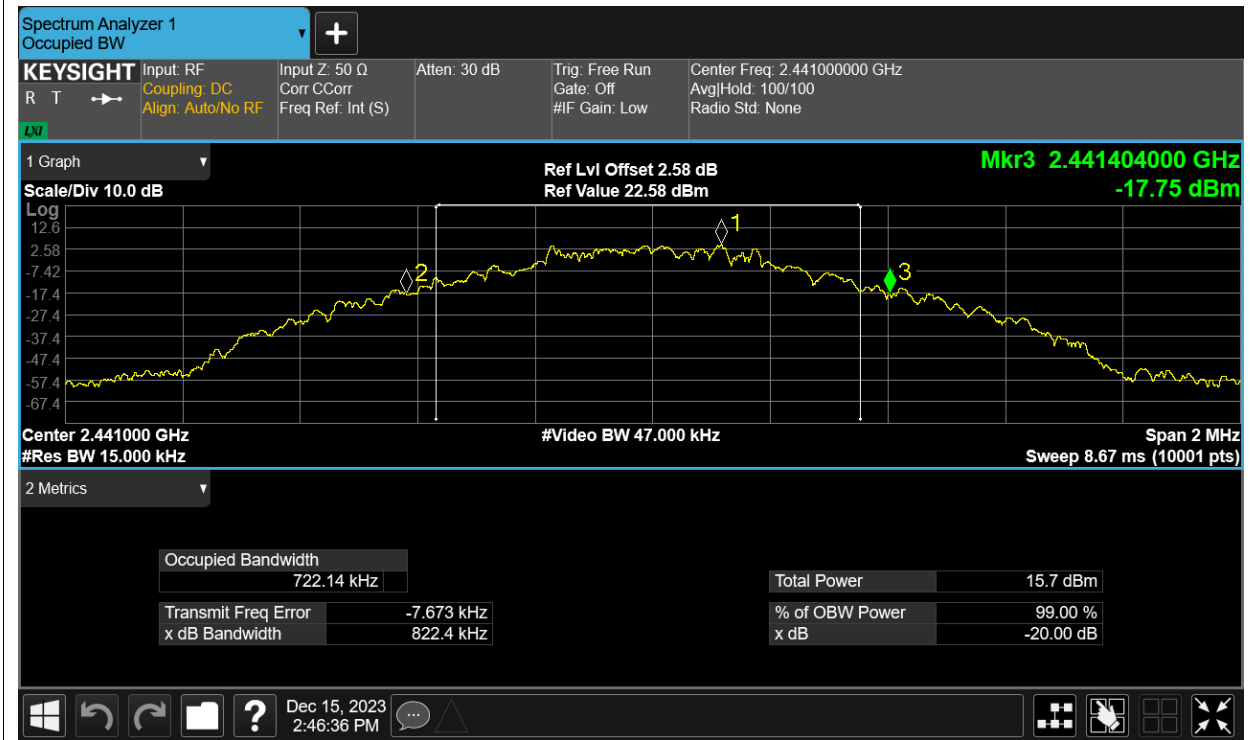 Spectrum Analyzer 1
Occupied BW
KEYSIGHT
R T
LXI
Input: RF
Coupling: DC
Align: Auto/No RF
Input Z: 50 Ω
Corr CCorr
Freq Ref: Int (S)
Atten: 30 dB
Trig: Free Run
Gate: Off
#IF Gain: Low
Center Freq: 2.441000000 GHz
Avg|Hold: 100/100
Radio Std: None
1 Graph
Scale/Div 10.0 dB
Ref Lvl Offset 2.58 dB
Ref Value 22.58 dBm
Mkr3 2.441404000 GHz
-17.75 dBm
Log
12.6
2.58
-7.42
-17.4
-27.4
-37.4
-47.4
-57.4
-67.4
1
2
3
Center 2.441000 GHz
#Video BW 47.000 kHz
Span 2 MHz
#Res BW 15.000 kHz
Sweep 8.67 ms (10001 pts)
2 Metrics
Occupied Bandwidth
722.14 kHz
Total Power 15.7 dBm
Transmit Freq Error -7.673 kHz
% of OBW Power 99.00 %
x dB Bandwidth 822.4 kHz
x dB -20.00 dB
?
Dec 15, 2023
2:46:36 PM